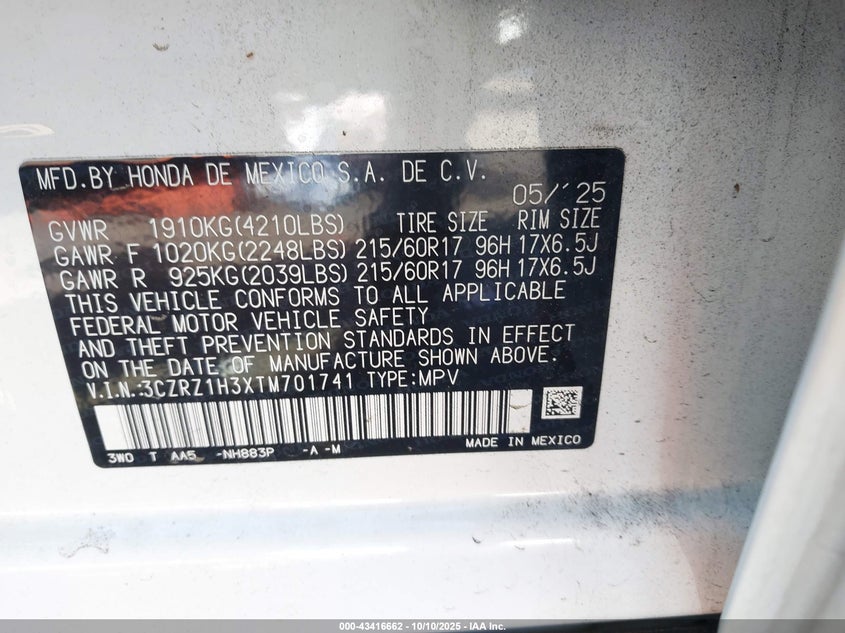 MFD.BY HONDA DE MEXICO S.A. DE C.V.
05/'25
GVWR 1910KG(4210LBS) TIRE SIZE RIM SIZE
GAWR F 1020KG(2248LBS) 215/60R17 96H 17X6.5J
GAWR R 925KG(2039LBS) 215/60R17 96H 17X6.5J
THIS VEHICLE CONFORMS TO ALL APPLICABLE
FEDERAL MOTOR VEHICLE SAFETY
AND THEFT PREVENTION STANDARDS IN EFFECT
ON THE DATE OF MANUFACTURE SHOWN ABOVE.
V.I.N.:3CZRZ1H3XTM701741 TYPE:MPV
3W0 T AA5 -NH883P -A -M MADE IN MEXICO
000-43416662 - 10/10/2025 - IAA Inc.